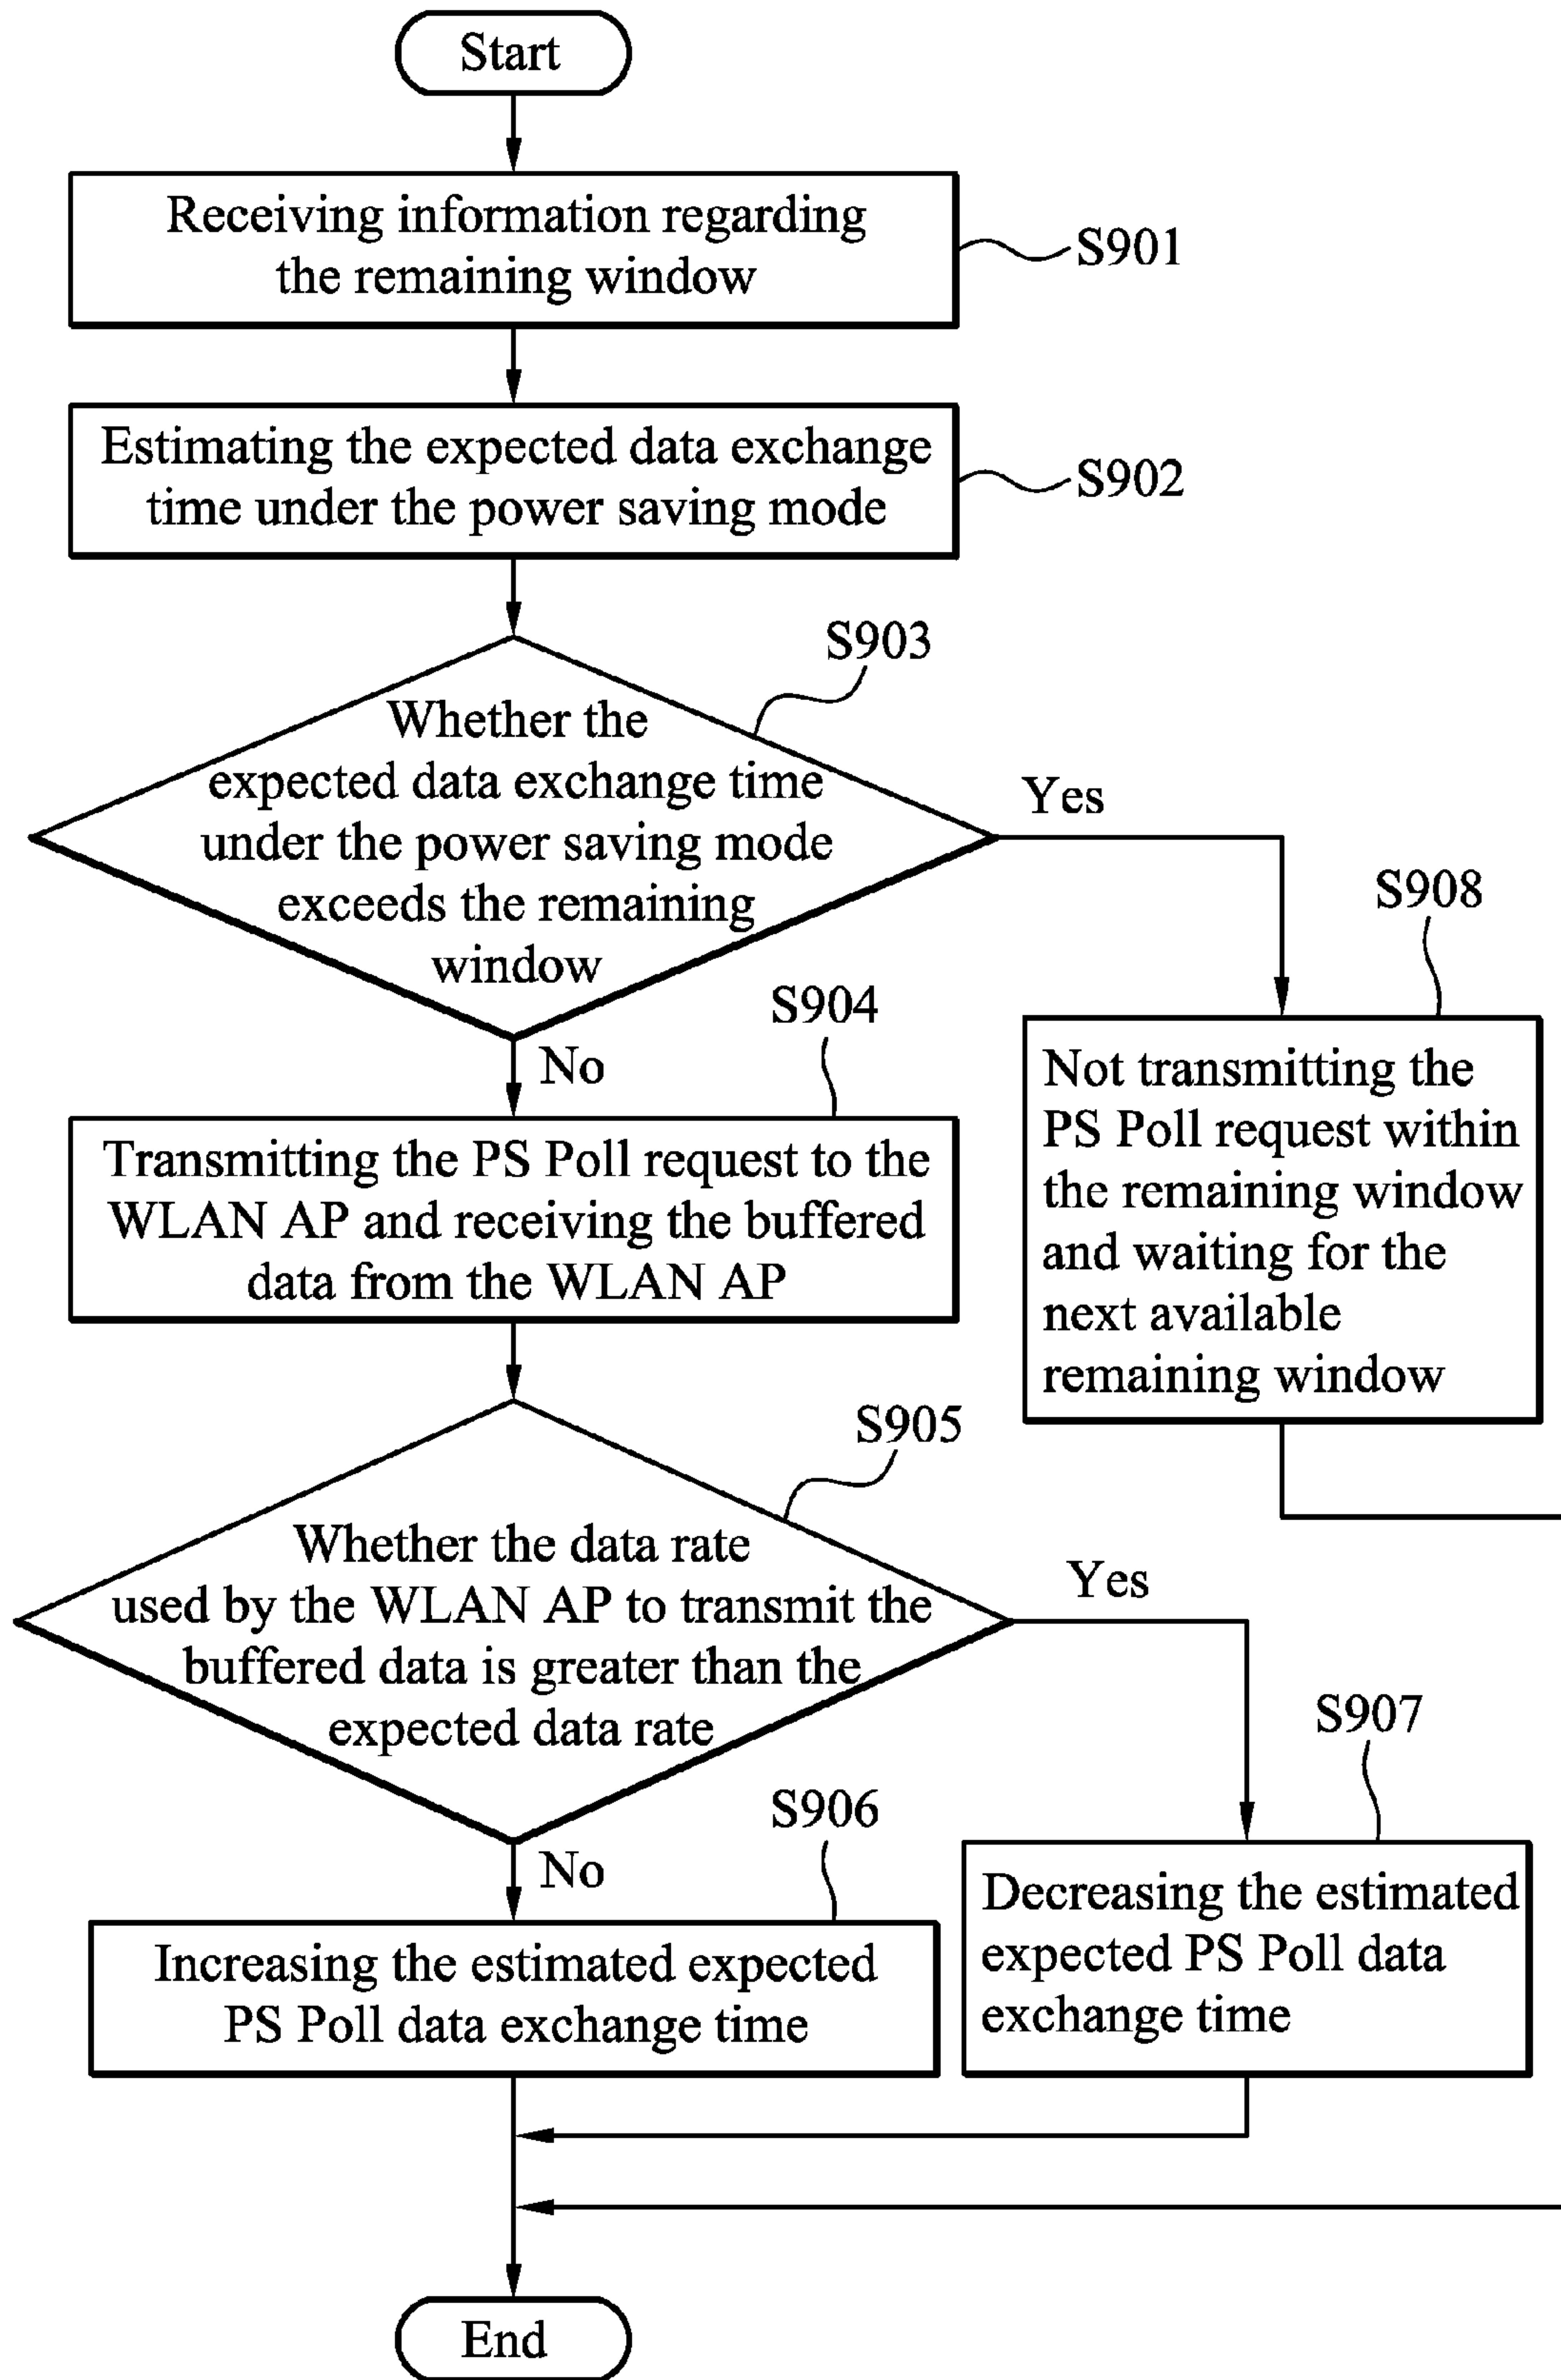 Start
Receiving information regarding
the remaining window
S901
Estimating the expected data exchange
time under the power saving mode
S902
S903
Whether the
expected data exchange time
under the power saving mode
exceeds the remaining
window
Yes
No
S908
Not transmitting the
PS Poll request within
the remaining window
and waiting for the
next available
remaining window
S904
Transmitting the PS Poll request to the
WLAN AP and receiving the buffered
data from the WLAN AP
S905
Whether the data rate
used by the WLAN AP to transmit the
buffered data is greater than the
expected data rate
Yes
No
S907
Decreasing the estimated
expected PS Poll data
exchange time
S906
Increasing the estimated expected
PS Poll data exchange time
End